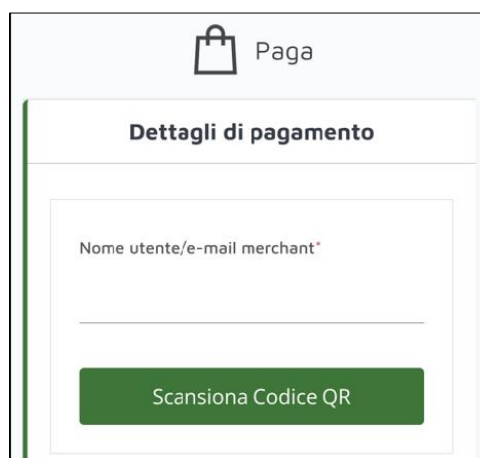 Paga
Dettagli di pagamento
Nome utente/e-mail merchant*
Scansiona Codice QR